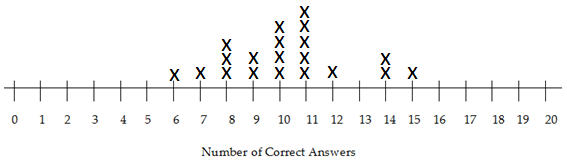 X
X X
X X X
X X X X X
X X X X X X X X X
0 1 2 3 4 5 6 7 8 9 10 11 12 13 14 15 16 17 18 19 20
Number of Correct Answers